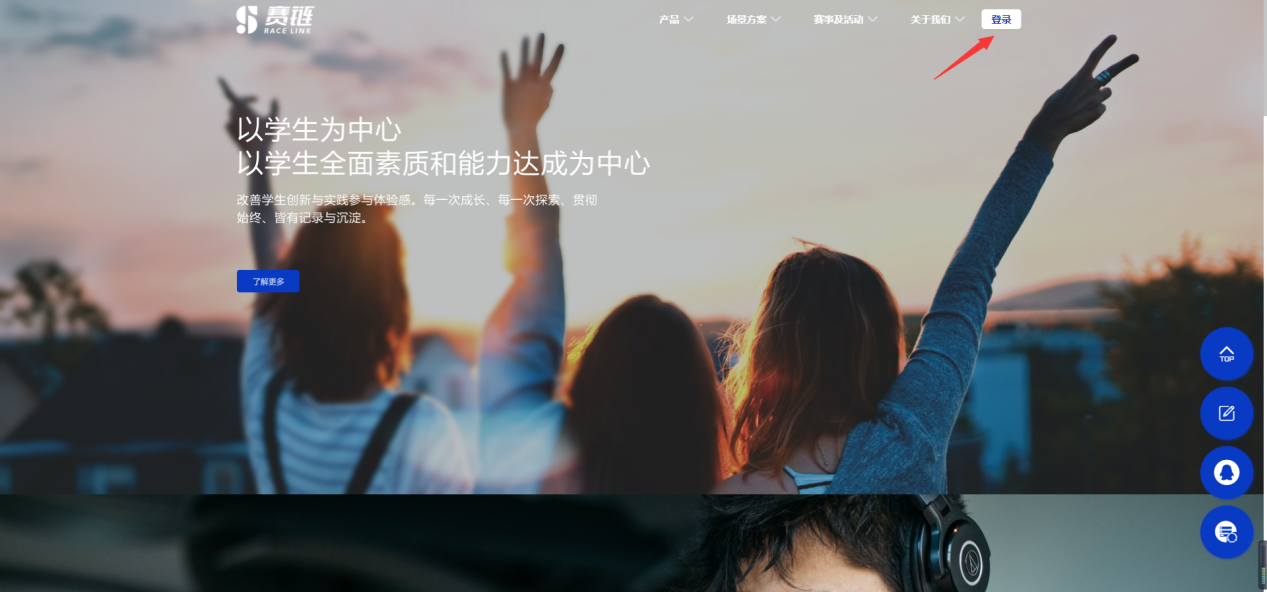 赛链
RACE LINK
产品
场景方案
赛事及活动
关于我们
登录
以学生为中心
以学生全面素质和能力达成为中心
改善学生创新与实践参与体验感。每一次成长、每一次探索、贯彻
始终、皆有记录与沉淀。
了解更多
TOP